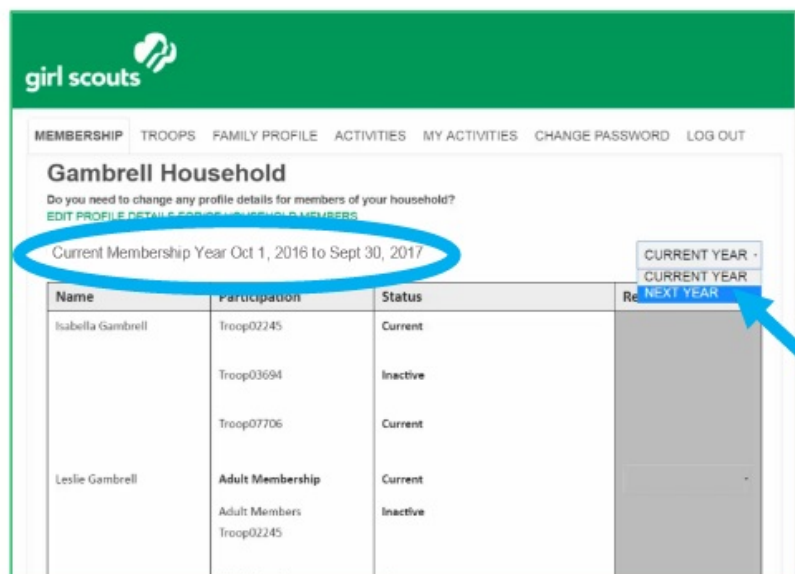 girl scouts
MEMBERSHIP TROOPS FAMILY PROFILE ACTIVITIES MY ACTIVITIES CHANGE PASSWORD LOG OUT
Gambrell Household
Do you need to change any profile details for members of your household?
EDIT PROFILE DETAILS FOR HOUSEHOLD MEMBERS
Current Membership Year Oct 1, 2016 to Sept 30, 2017
CURRENT YEAR
CURRENT YEAR
NEXT YEAR
Name Participation Status Re
Isabella Gambrell Troop02245 Current
Troop03694 Inactive
Troop07706 Current
Leslie Gambrell Adult Membership Current
Adult Members Inactive
Troop02245